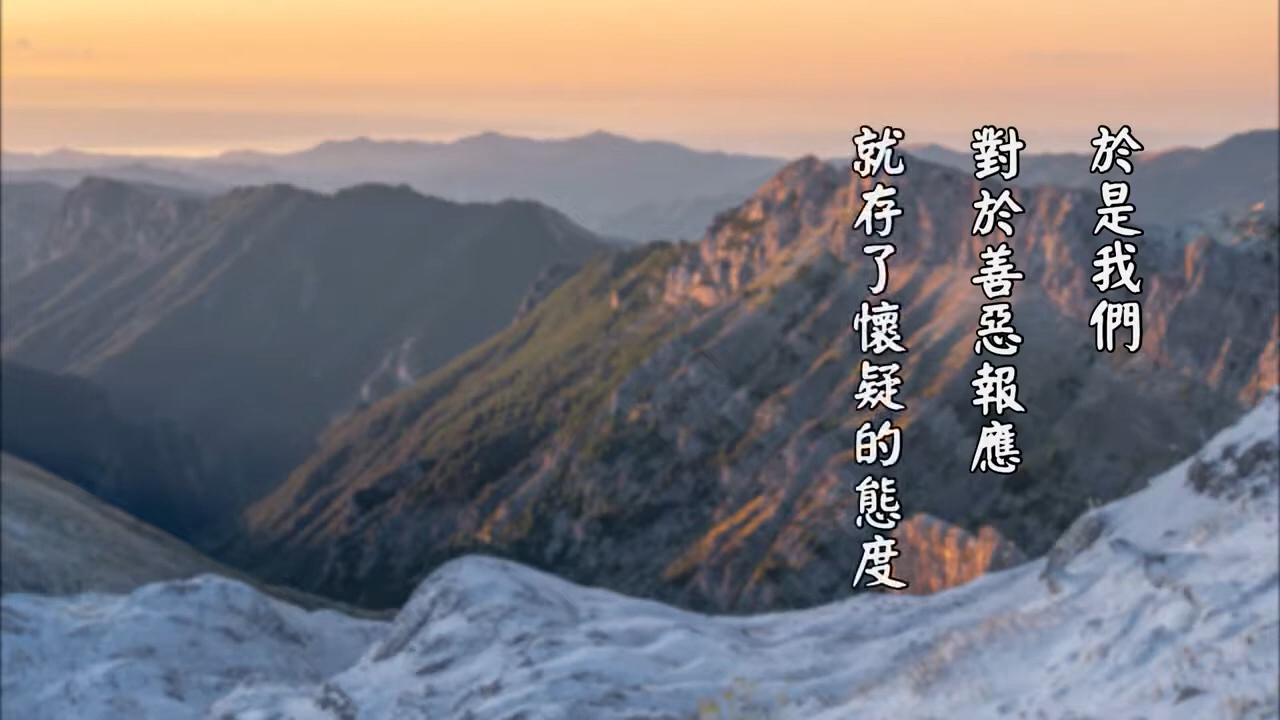 於是我們
對於善惡報應
就存了懷疑的態度